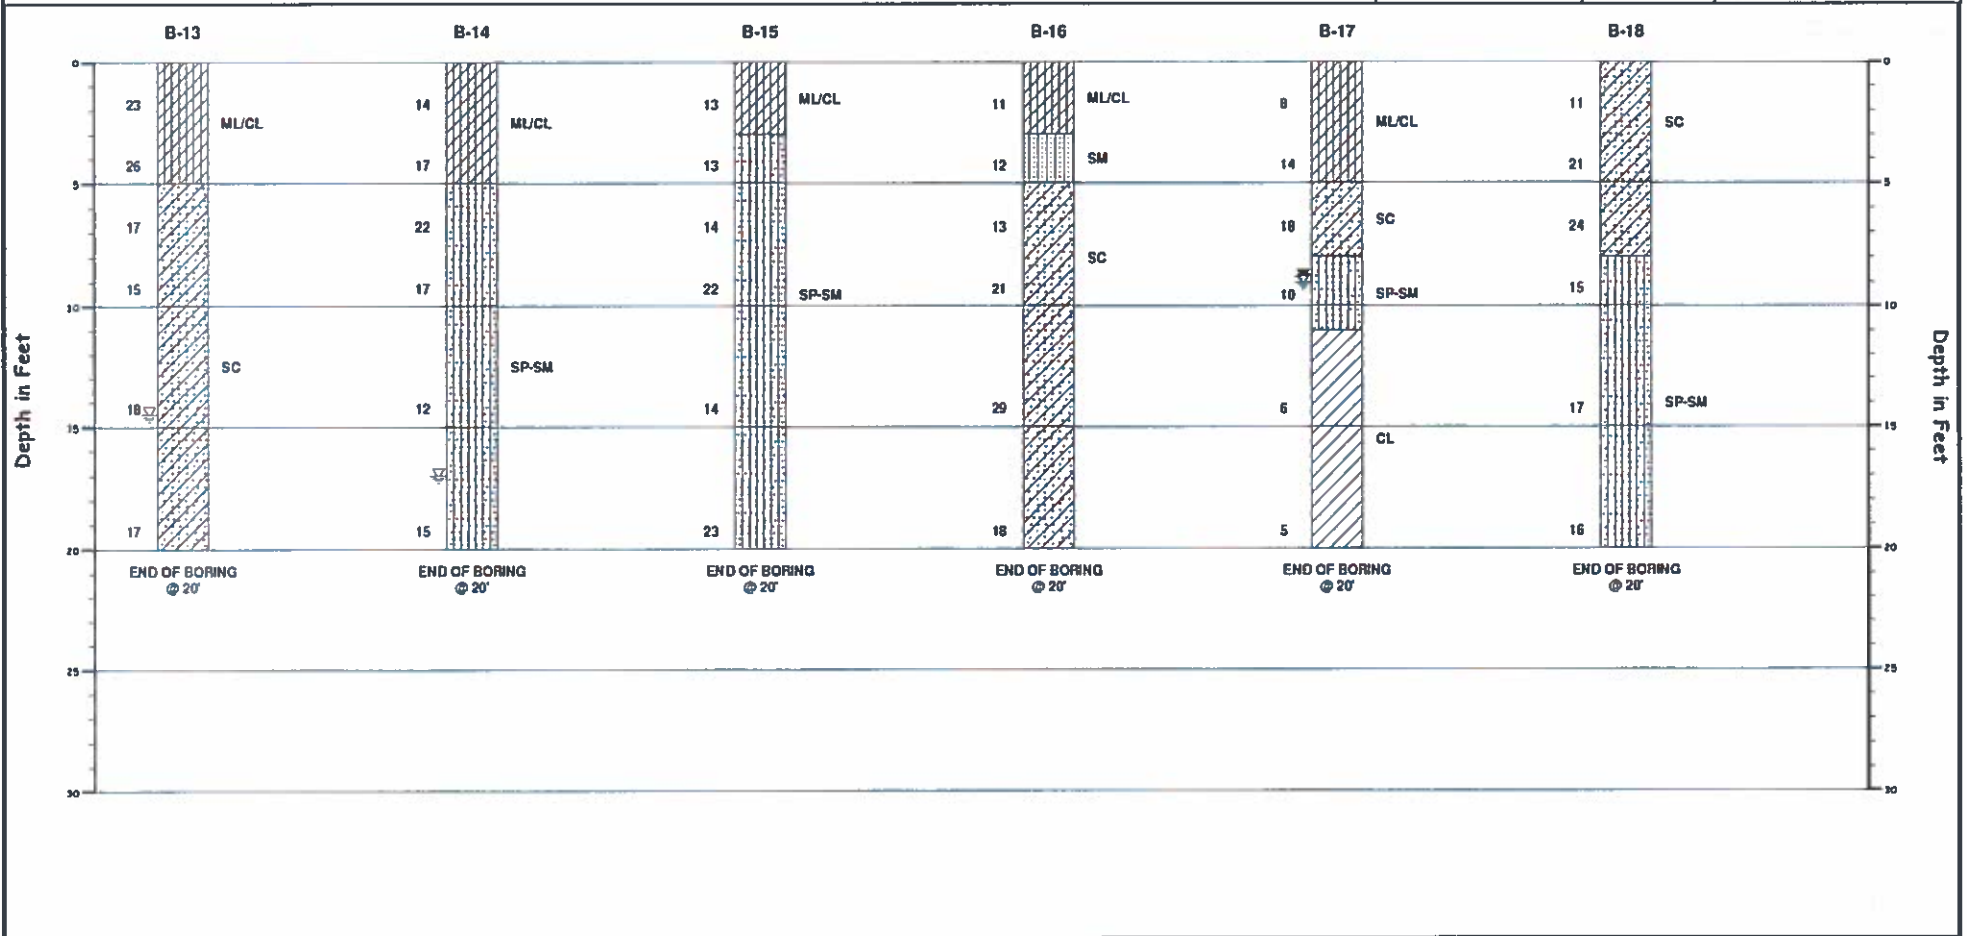 B-13 B-14 B-15 B-16 B-17 B-18
0 0
23 14 13 11 8 11
ML/CL ML/CL ML/CL ML/CL ML/CL SC
26 17 13 12 SM 14 21
5 5
17 22 14 13 18 SC 24
SC
15 17 22 SP-SM 21 10 SP-SM 15
10 10
Depth in Feet Depth in Feet
SC SP-SM
18 12 14 29 6 17 SP-SM
15 15
CL
17 15 23 18 5 16
20 20
END OF BORING END OF BORING END OF BORING END OF BORING END OF BORING END OF BORING
@ 20' @ 20' @ 20' @ 20' @ 20' @ 20'
25 25
30 30